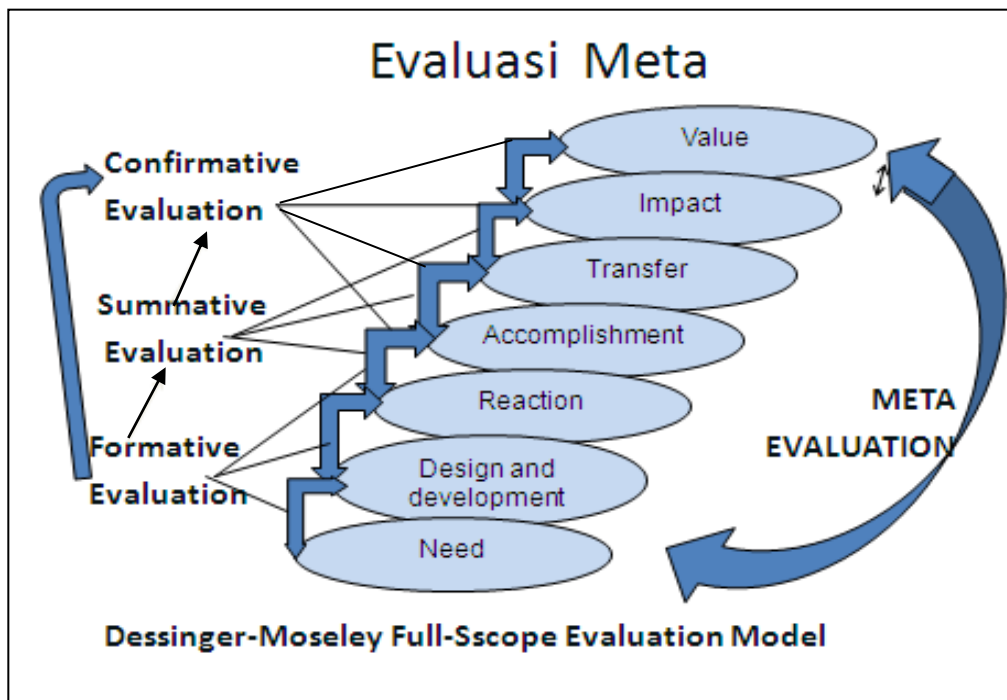 Evaluasi Meta
Confirmative
Evaluation
Summative
Evaluation
Formative
Evaluation
Value
Impact
Transfer
Accomplishment
Reaction
Design and
development
Need
META
EVALUATION
Dessinger-Moseley Full-Sscope Evaluation Model